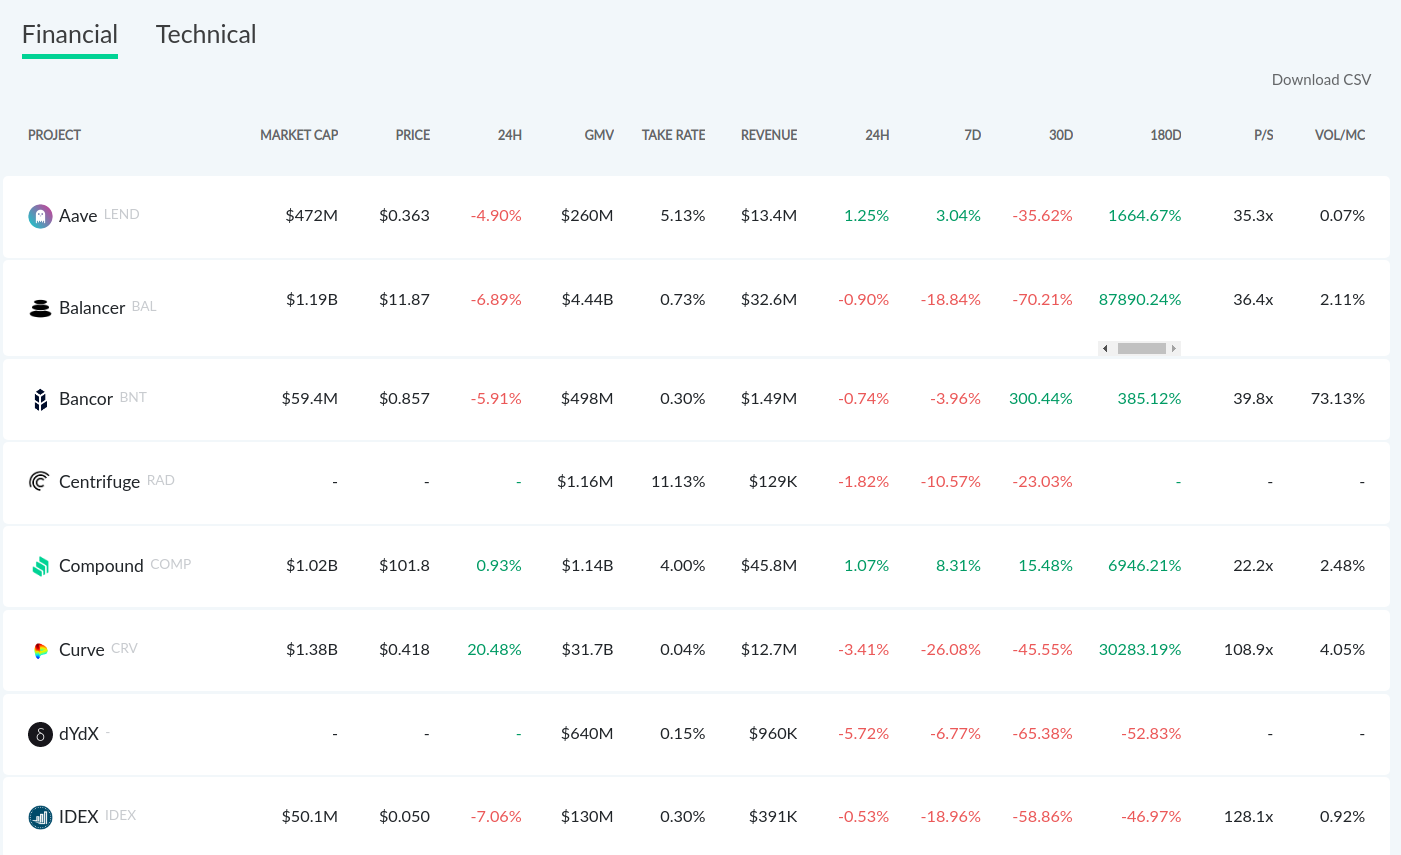 Financial Technical
Download CSV
PROJECT MARKET CAP PRICE 24H GMV TAKE RATE REVENUE 24H 7D 30D 180D P/S VOL/MC
Aave LEND $472M $0.363 -4.90% $260M 5.13% $13.4M 1.25% 3.04% -35.62% 1664.67% 35.3x 0.07%
Balancer BAL $1.19B $11.87 -6.89% $4.44B 0.73% $32.6M -0.90% -18.84% -70.21% 87890.24% 36.4x 2.11%
Bancor BNT $59.4M $0.857 -5.91% $498M 0.30% $1.49M -0.74% -3.96% 300.44% 385.12% 39.8x 73.13%
Centrifuge RAD - - - $1.16M 11.13% $129K -1.82% -10.57% -23.03% - - -
Compound COMP $1.02B $101.8 0.93% $1.14B 4.00% $45.8M 1.07% 8.31% 15.48% 6946.21% 22.2x 2.48%
Curve CRV $1.38B $0.418 20.48% $31.7B 0.04% $12.7M -3.41% -26.08% -45.55% 30283.19% 108.9x 4.05%
dYdX - - - - $640M 0.15% $960K -5.72% -6.77% -65.38% -52.83% - -
IDEX IDEX $50.1M $0.050 -7.06% $130M 0.30% $391K -0.53% -18.96% -58.86% -46.97% 128.1x 0.92%